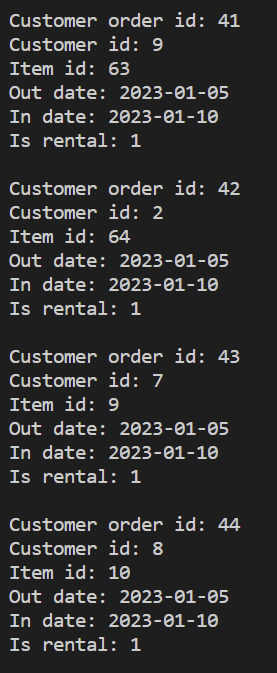 Customer order id: 41
Customer id: 9
Item id: 63
Out date: 2023-01-05
In date: 2023-01-10
Is rental: 1

Customer order id: 42
Customer id: 2
Item id: 64
Out date: 2023-01-05
In date: 2023-01-10
Is rental: 1

Customer order id: 43
Customer id: 7
Item id: 9
Out date: 2023-01-05
In date: 2023-01-10
Is rental: 1

Customer order id: 44
Customer id: 8
Item id: 10
Out date: 2023-01-05
In date: 2023-01-10
Is rental: 1